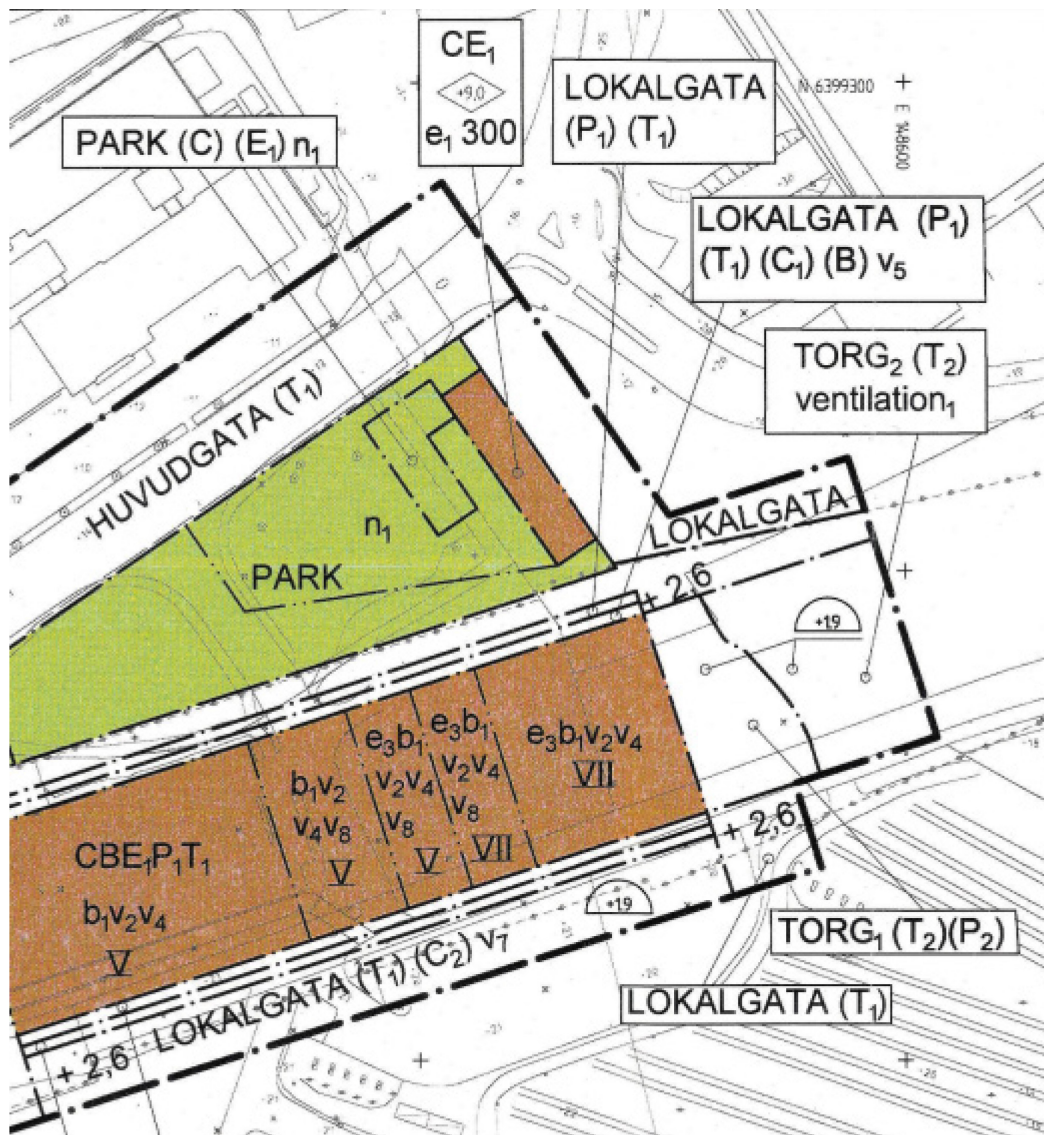 CE₁
+9,0
e₁ 300
LOKALGATA
(P₁) (T₁)
N 6399300
E 148600
PARK (C) (E₁) n₁
LOKALGATA (P₁)
(T₁) (C₁) (B) v₅
TORG₂ (T₂)
ventilation₁
HUVUDGATA (T₁)
n₁
PARK
LOKALGATA
+ 2,6
+19
e₃b₁
v₂v₄
v₈
V
e₃b₁
v₂v₄
v₈
VII
e₃b₁v₂v₄
VII
b₁v₂
v₄v₈
V
CBE₁P₁T₁
b₁v₂v₄
V
+ 2,6
+19
TORG₁ (T₂)(P₂)
LOKALGATA (T₁) (C₂) v₇
LOKALGATA (T₁)
+ 2,6